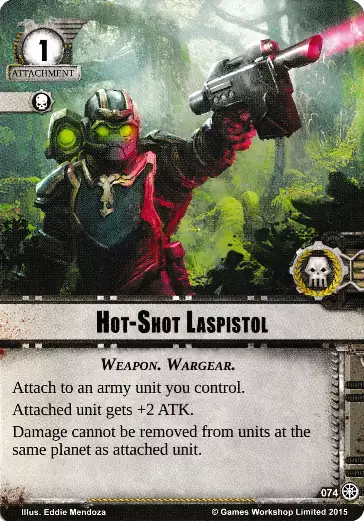 1
ATTACHMENT
HOT-SHOT LASPISTOL
WEAPON. WARGEAR.
Attach to an army unit you control.
Attached unit gets +2 ATK.
Damage cannot be removed from units at the
same planet as attached unit.
074
Illus. Eddie Mendoza © Games Workshop Limited 2015